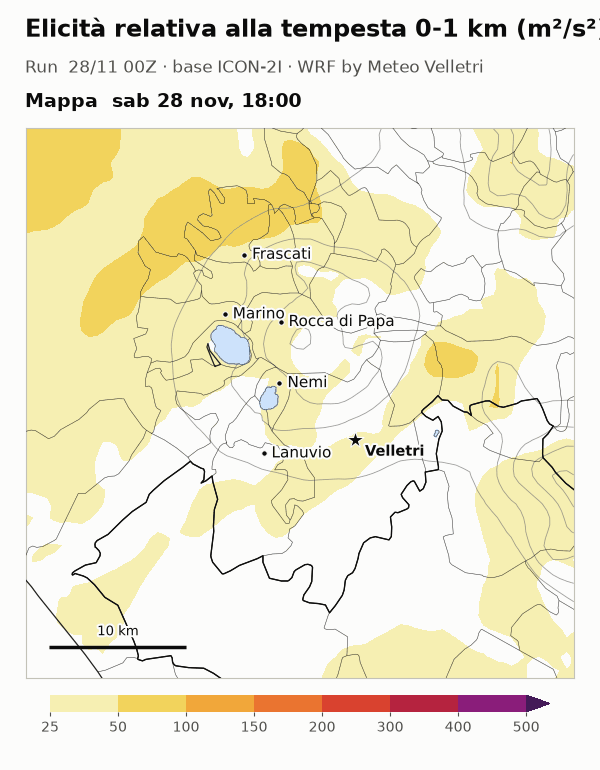 Elicità relativa alla tempesta 0-1 km (m²/s²)
Run  28/11 00Z · base ICON-2I · WRF by Meteo Velletri
Mappa  sab 28 nov, 18:00
Frascati
Marino
Rocca di Papa
Nemi
Velletri
Lanuvio
10 km
25 50 100 150 200 300 400 500